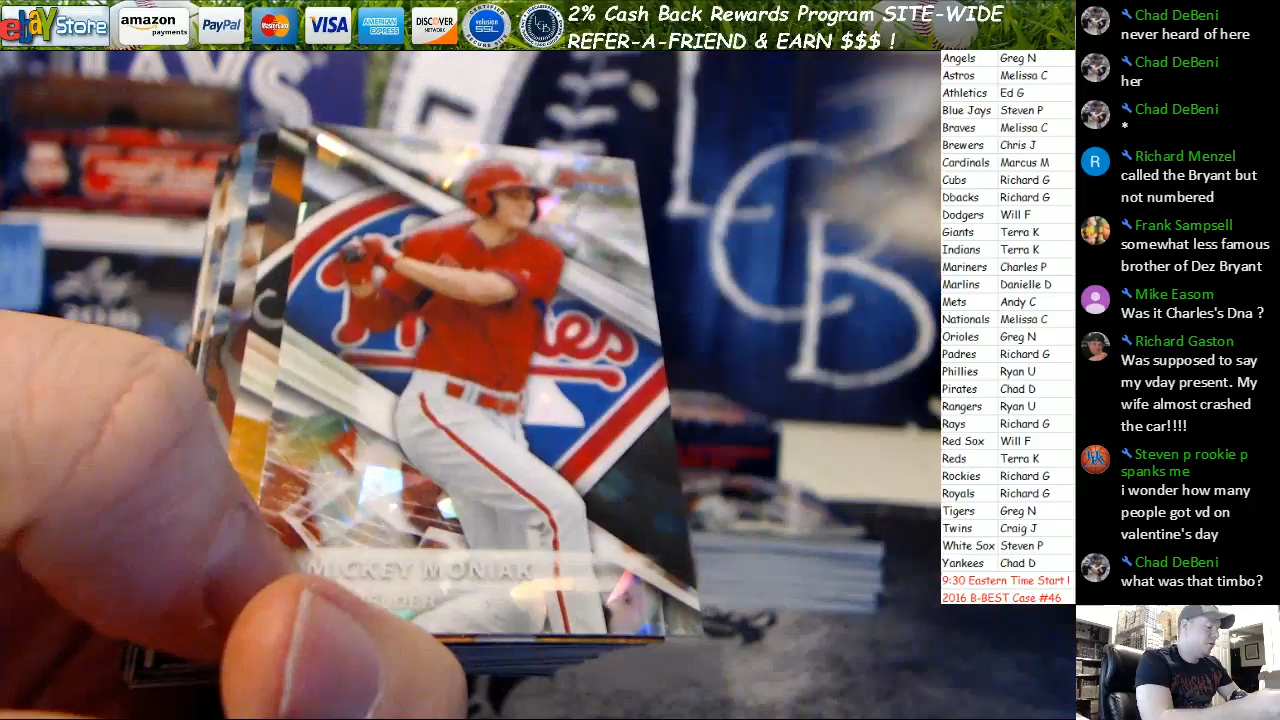 ebay Store
amazon
payments
PayPal
MasterCard
VISA
AMERICAN
EXPRESS
DISCOVER
NETWORK
volusion
SSL
2% Cash Back Rewards Program SITE-WIDE
REFER-A-FRIEND & EARN $$$ !
Angels Greg N
Astros Melissa C
Athletics Ed G
Blue Jays Steven P
Braves Melissa C
Brewers Chris J
Cardinals Marcus M
Cubs Richard G
Dbacks Richard G
Dodgers Will F
Giants Terra K
Indians Terra K
Mariners Charles P
Marlins Danielle D
Mets Andy C
Nationals Melissa C
Orioles Greg N
Padres Richard G
Phillies Ryan U
Pirates Chad D
Rangers Ryan U
Rays Richard G
Red Sox Will F
Reds Terra K
Rockies Richard G
Royals Richard G
Tigers Greg N
Twins Craig J
White Sox Steven P
Yankees Chad D
9:30 Eastern Time Start !
2016 B-BEST Case #46
Chad DeBeni
never heard of here
Chad DeBeni
her
Chad DeBeni
*
R
Richard Menzel
called the Bryant but
not numbered
Frank Sampsell
somewhat less famous
brother of Dez Bryant
Mike Easom
Was it Charles's Dna ?
Richard Gaston
Was supposed to say
my vday present. My
wife almost crashed
the car!!!!
Steven p rookie p
spanks me
i wonder how many
people got vd on
valentine's day
Chad DeBeni
what was that timbo?
JAYS
LCB
MICKEY MONIAK